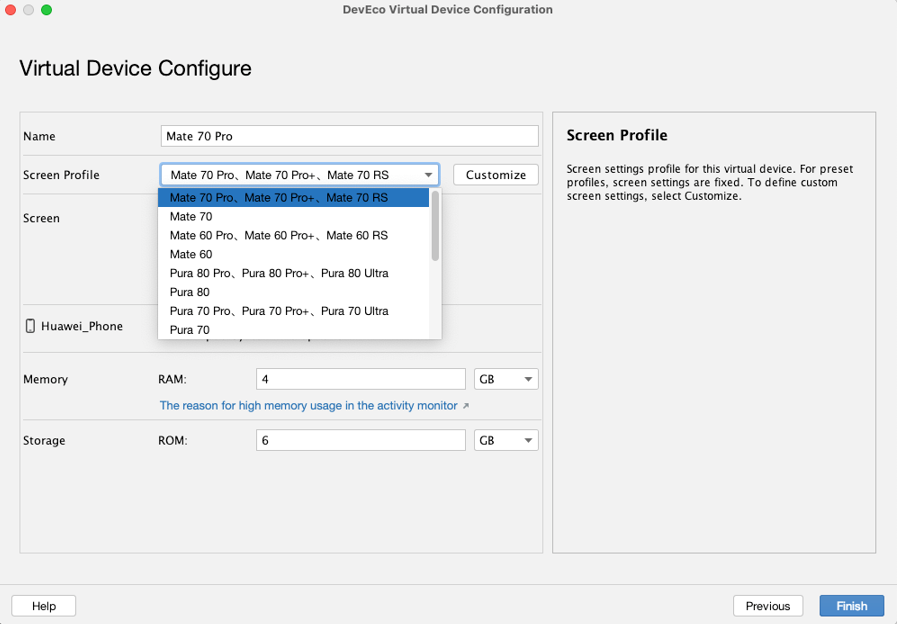 DevEco Virtual Device Configuration
Virtual Device Configure
Name
Mate 70 Pro
Screen Profile
Mate 70 Pro、Mate 70 Pro+、Mate 70 RS
Customize
Mate 70 Pro、Mate 70 Pro+、Mate 70 RS
Mate 70
Mate 60 Pro、Mate 60 Pro+、Mate 60 RS
Mate 60
Pura 80 Pro、Pura 80 Pro+、Pura 80 Ultra
Pura 80
Pura 70 Pro、Pura 70 Pro+、Pura 70 Ultra
Pura 70
Screen
Huawei_Phone
Memory
RAM:
4
GB
The reason for high memory usage in the activity monitor ↗
Storage
ROM:
6
GB
Screen Profile
Screen settings profile for this virtual device. For preset
profiles, screen settings are fixed. To define custom
screen settings, select Customize.
Help
Previous
Finish